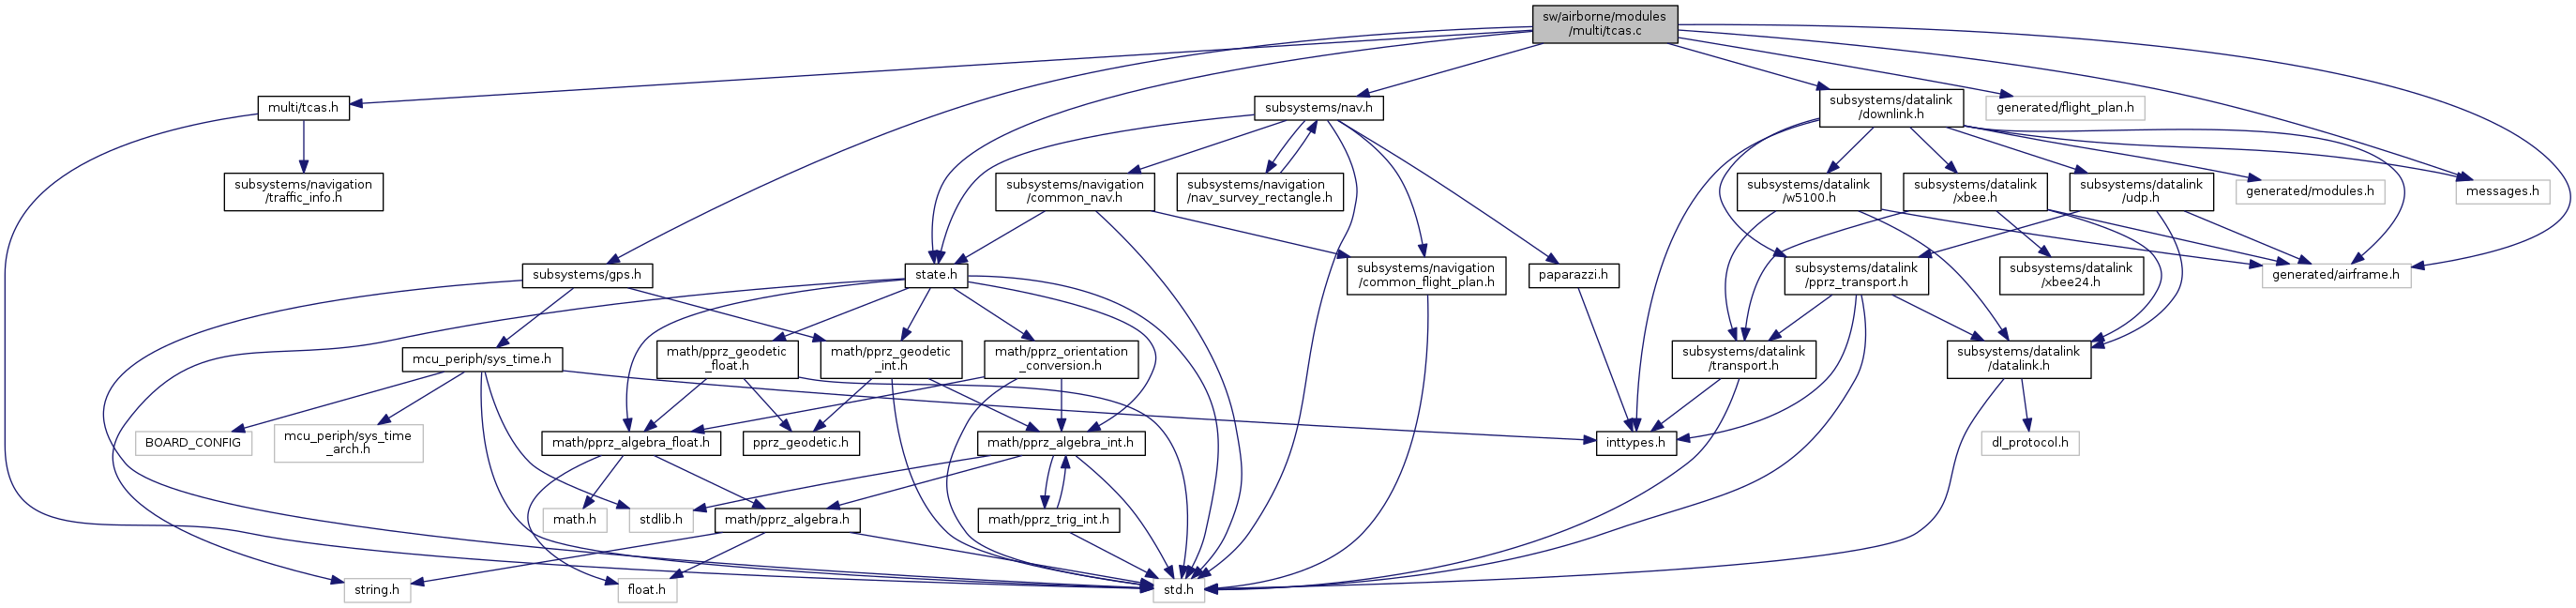 sw/airborne/modules
/multi/tcas.c
multi/tcas.h
subsystems/nav.h
subsystems/datalink
/downlink.h
generated/flight_plan.h
subsystems/navigation
/traffic_info.h
subsystems/navigation
/common_nav.h
subsystems/navigation
/nav_survey_rectangle.h
subsystems/datalink
/w5100.h
subsystems/datalink
/xbee.h
subsystems/datalink
/udp.h
generated/modules.h
messages.h
subsystems/gps.h
state.h
subsystems/navigation
/common_flight_plan.h
paparazzi.h
subsystems/datalink
/pprz_transport.h
subsystems/datalink
/xbee24.h
generated/airframe.h
mcu_periph/sys_time.h
math/pprz_geodetic
_float.h
math/pprz_geodetic
_int.h
math/pprz_orientation
_conversion.h
subsystems/datalink
/transport.h
subsystems/datalink
/datalink.h
BOARD_CONFIG
mcu_periph/sys_time
_arch.h
math/pprz_algebra_float.h
pprz_geodetic.h
math/pprz_algebra_int.h
inttypes.h
dl_protocol.h
math.h
stdlib.h
math/pprz_algebra.h
math/pprz_trig_int.h
string.h
float.h
std.h